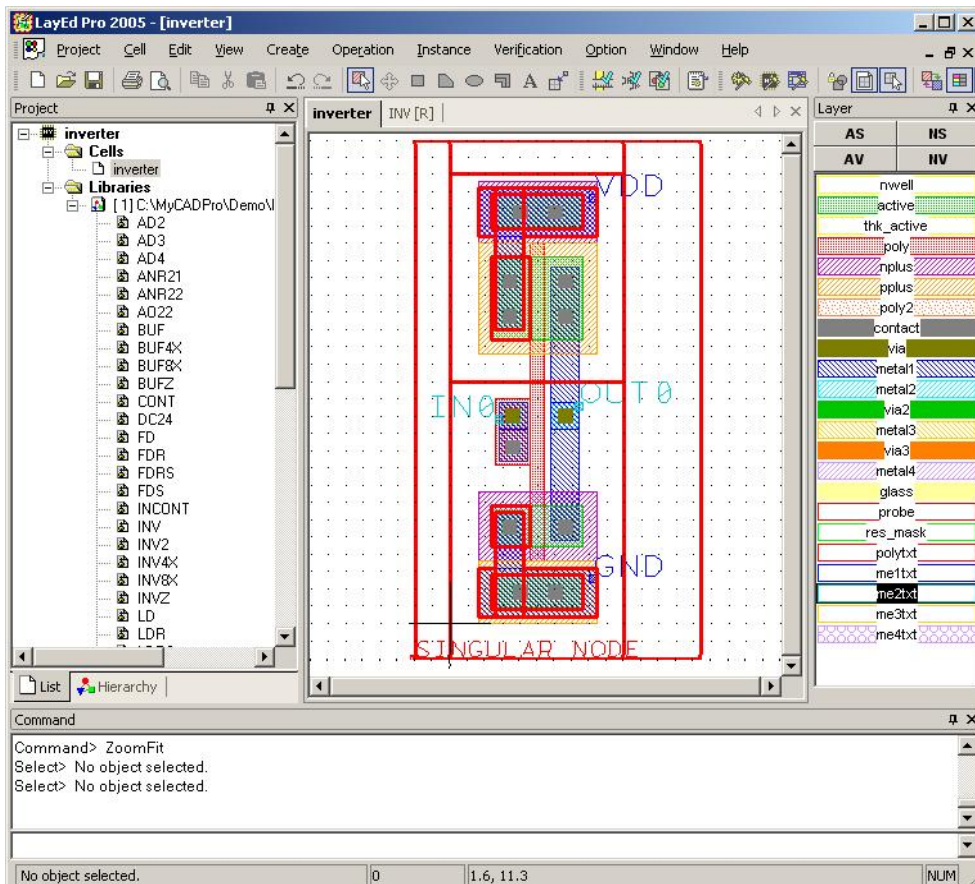 LayEd Pro 2005 - [inverter]
Project Cell Edit View Create Operation Instance Verification Option Window Help
Project
inverter
Cells
inverter
Libraries
[1] C:\MyCADPro\Demo\
AD2
AD3
AD4
ANR21
ANR22
AO22
BUF
BUF4X
BUF8X
BUFZ
CONT
DC24
FD
FDR
FDRS
FDS
INCONT
INV
INV2
INV4X
INV8X
INVZ
LD
LDR
List Hierarchy
inverter INV [R]
VDD
IN0 OUT0
GND
SINGULAR NODE
Layer
AS NS
AV NV
nwell
active
thk_active
poly
nplus
pplus
poly2
contact
via
metal1
metal2
via2
metal3
via3
metal4
glass
probe
res_mask
polytxt
me1txt
me2txt
me3txt
me4txt
Command
Command> ZoomFit
Select> No object selected.
Select> No object selected.
No object selected. 0 1.6, 11.3 NUM